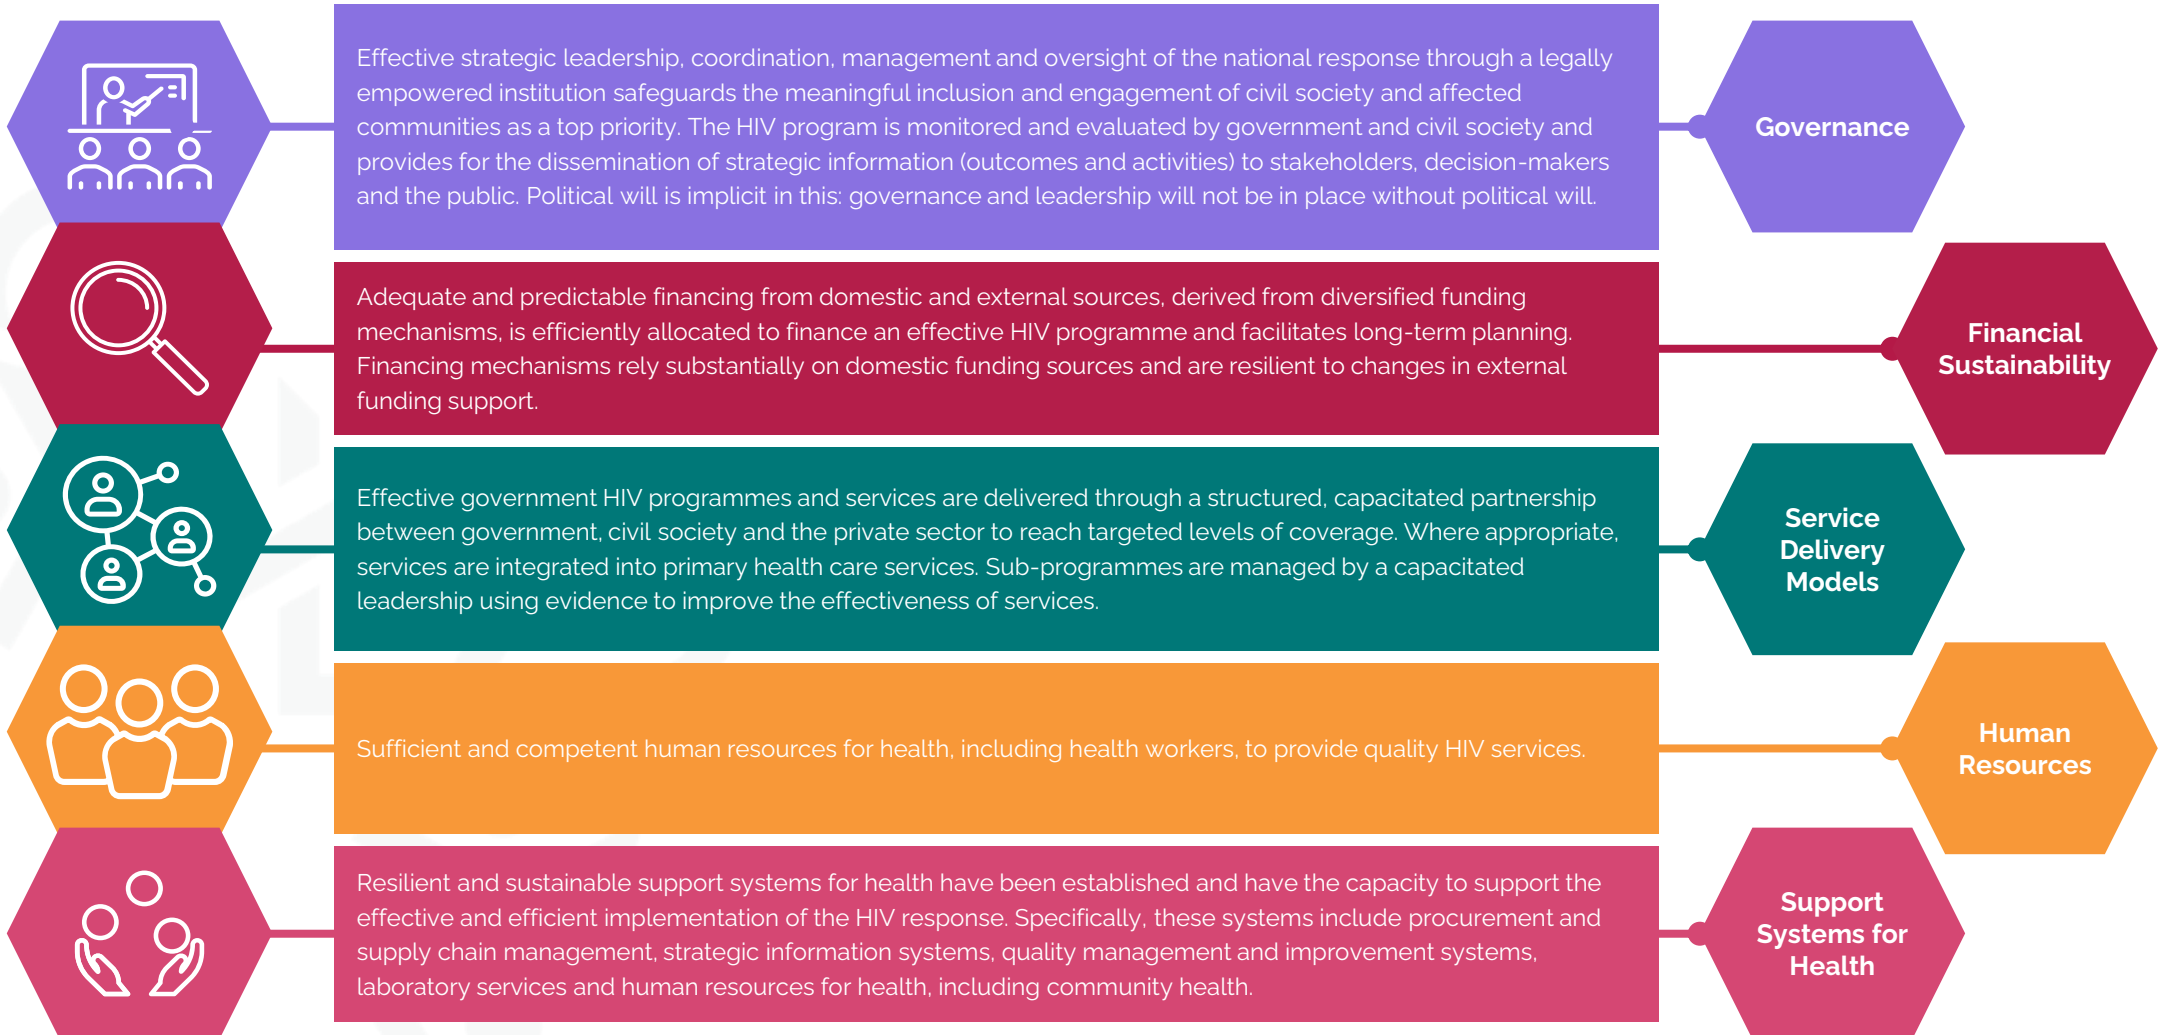 Effective strategic leadership, coordination, management and oversight of the national response through a legally
empowered institution safeguards the meaningful inclusion and engagement of civil society and affected
communities as a top priority. The HIV program is monitored and evaluated by government and civil society and
provides for the dissemination of strategic information (outcomes and activities) to stakeholders, decision-makers
and the public. Political will is implicit in this: governance and leadership will not be in place without political will.
Governance
Adequate and predictable financing from domestic and external sources, derived from diversified funding
mechanisms, is efficiently allocated to finance an effective HIV programme and facilitates long-term planning.
Financing mechanisms rely substantially on domestic funding sources and are resilient to changes in external
funding support.
Financial
Sustainability
Effective government HIV programmes and services are delivered through a structured, capacitated partnership
between government, civil society and the private sector to reach targeted levels of coverage. Where appropriate,
services are integrated into primary health care services. Sub-programmes are managed by a capacitated
leadership using evidence to improve the effectiveness of services.
Service
Delivery
Models
Sufficient and competent human resources for health, including health workers, to provide quality HIV services.
Human
Resources
Resilient and sustainable support systems for health have been established and have the capacity to support the
effective and efficient implementation of the HIV response. Specifically, these systems include procurement and
supply chain management, strategic information systems, quality management and improvement systems,
laboratory services and human resources for health, including community health.
Support
Systems for
Health